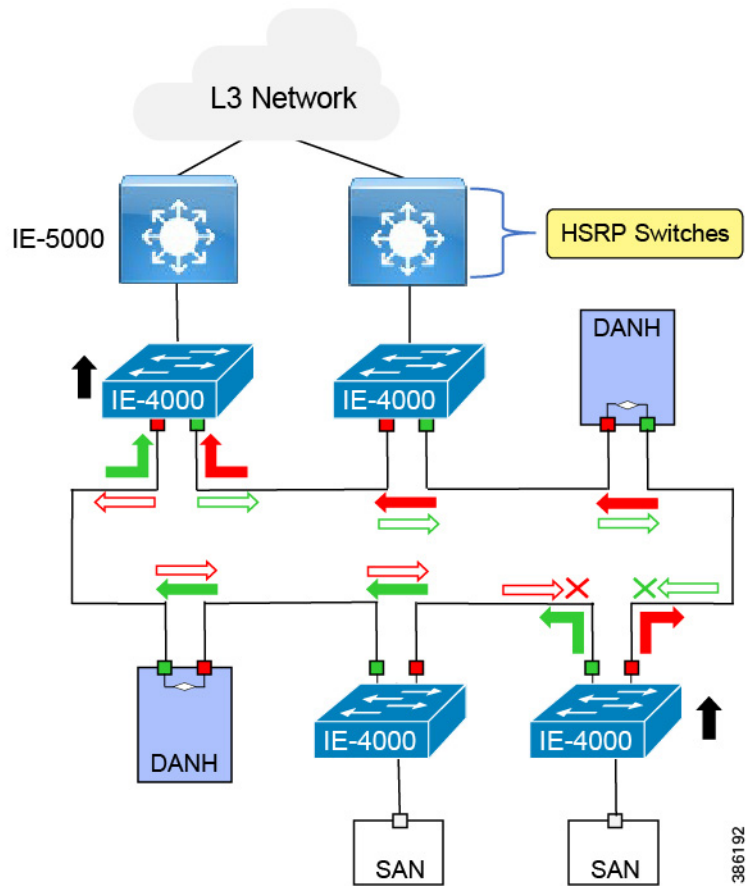 L3 Network
IE-5000
HSRP Switches
DANH
IE-4000
IE-4000
DANH
IE-4000
IE-4000
SAN
SAN
386192